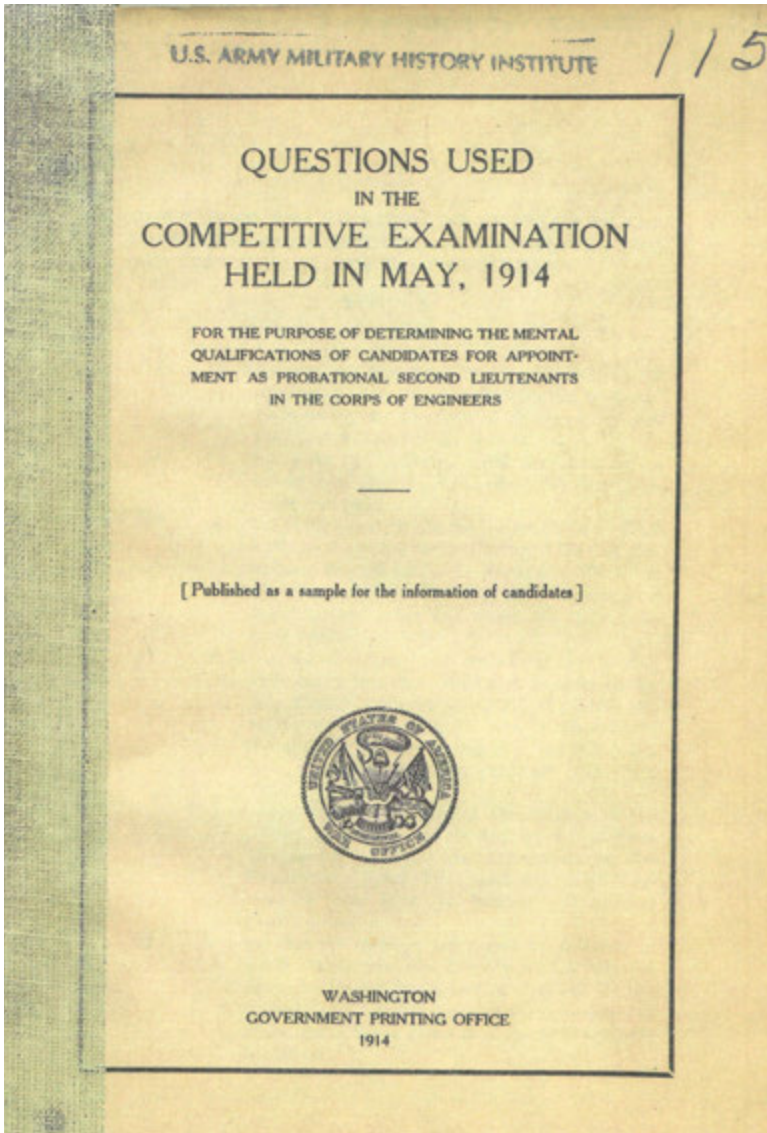 U.S. ARMY MILITARY HISTORY INSTITUTE
115
QUESTIONS USED
IN THE
COMPETITIVE EXAMINATION
HELD IN MAY, 1914
FOR THE PURPOSE OF DETERMINING THE MENTAL
QUALIFICATIONS OF CANDIDATES FOR APPOINT-
MENT AS PROBATIONAL SECOND LIEUTENANTS
IN THE CORPS OF ENGINEERS
[ Published as a sample for the information of candidates ]
UNITED STATES OF AMERICA
WAR OFFICE
WASHINGTON
GOVERNMENT PRINTING OFFICE
1914